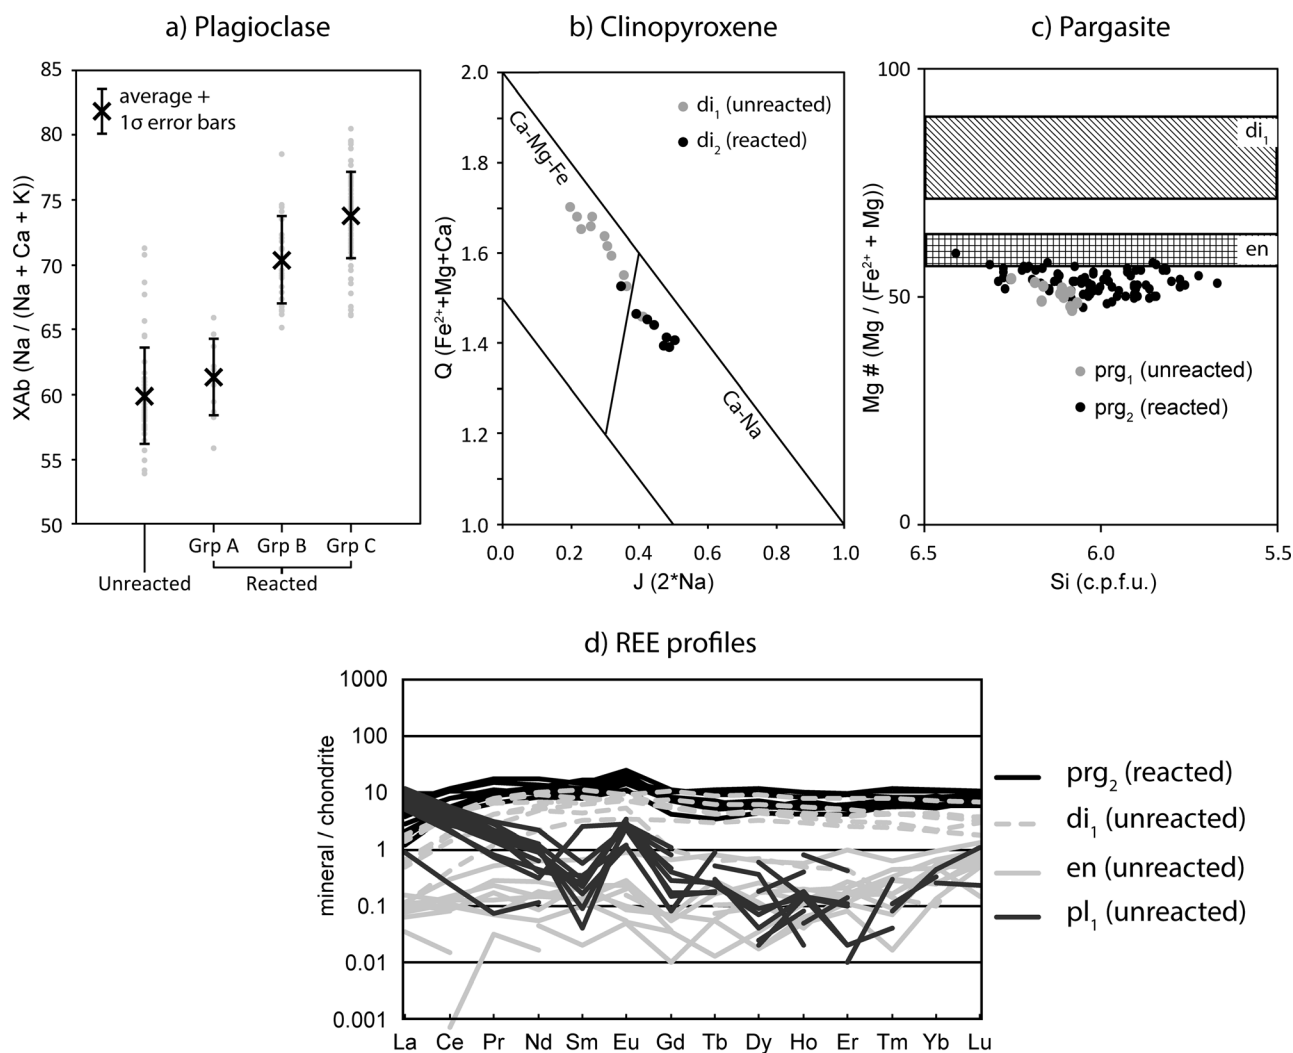 a) Plagioclase
85
80
75
70
65
60
55
50
XAb (Na / (Na + Ca + K))
average +
1σ error bars
Grp A Grp B Grp C
Unreacted Reacted
b) Clinopyroxene
2.0
1.8
1.6
1.4
1.2
1.0
Q (Fe²⁺+Mg+Ca)
di₁ (unreacted)
di₂ (reacted)
Ca-Mg-Fe
Ca-Na
0.0 0.2 0.4 0.6 0.8 1.0
J (2*Na)
c) Pargasite
100
50
0
Mg # (Mg / (Fe²⁺ + Mg))
di₁
en
prg₁ (unreacted)
prg₂ (reacted)
6.5 6.0 5.5
Si (c.p.f.u.)
d) REE profiles
1000
100
10
1
0.1
0.01
0.001
mineral / chondrite
La Ce Pr Nd Sm Eu Gd Tb Dy Ho Er Tm Yb Lu
prg₂ (reacted)
di₁ (unreacted)
en (unreacted)
pl₁ (unreacted)